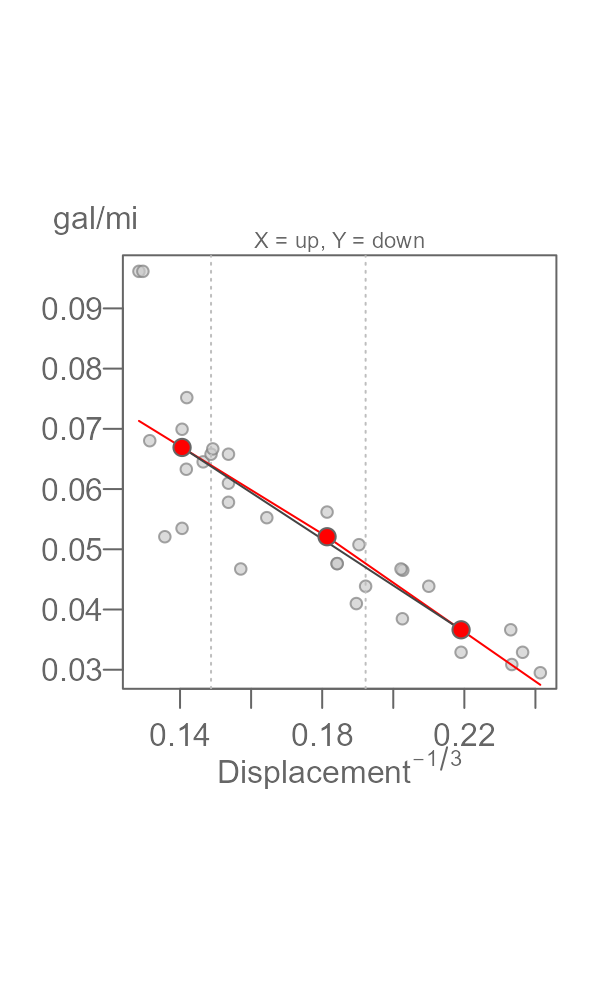 gal/mi
X = up, Y = down
0.09
0.08
0.07
0.06
0.05
0.04
0.03
0.14 0.18 0.22
Displacement−1/3